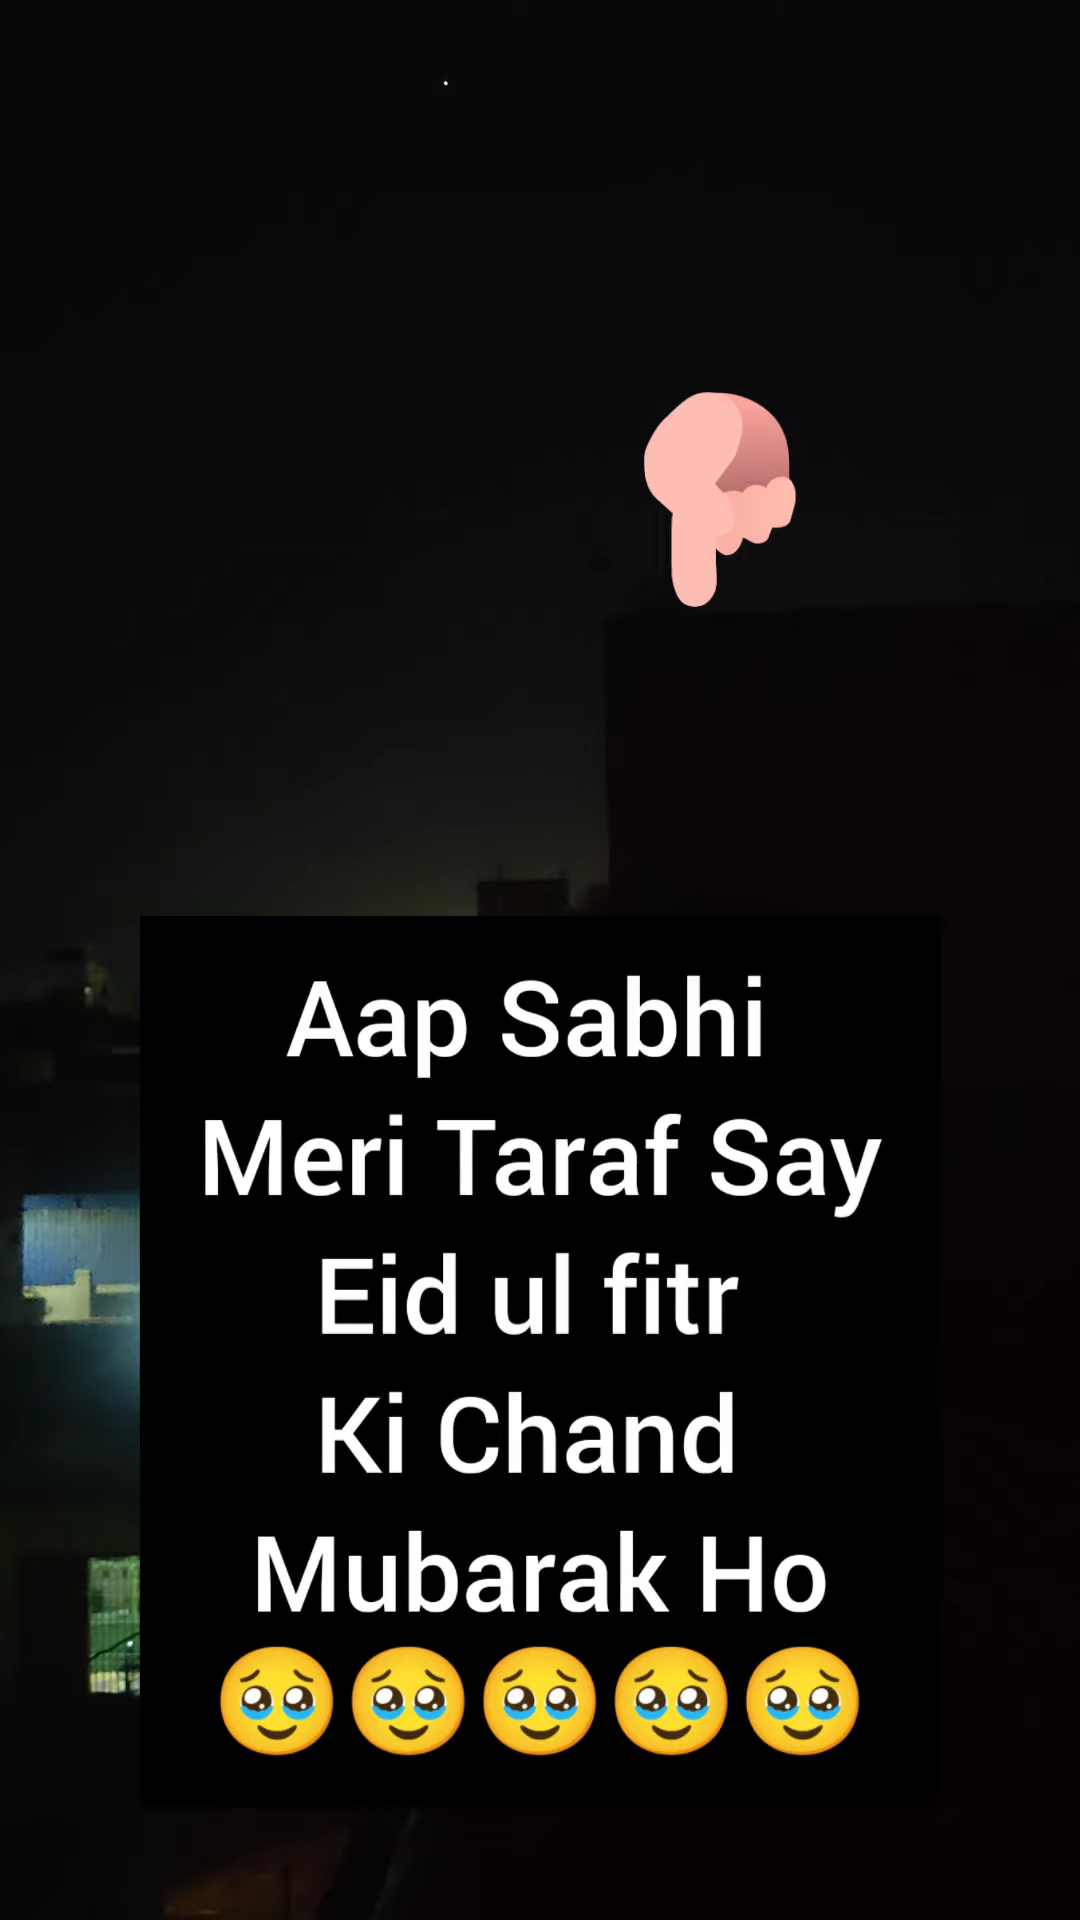 Aap Sabhi
Meri Taraf Say
Eid ul fitr
Ki Chand
Mubarak Ho
🥹🥹🥹🥹🥹